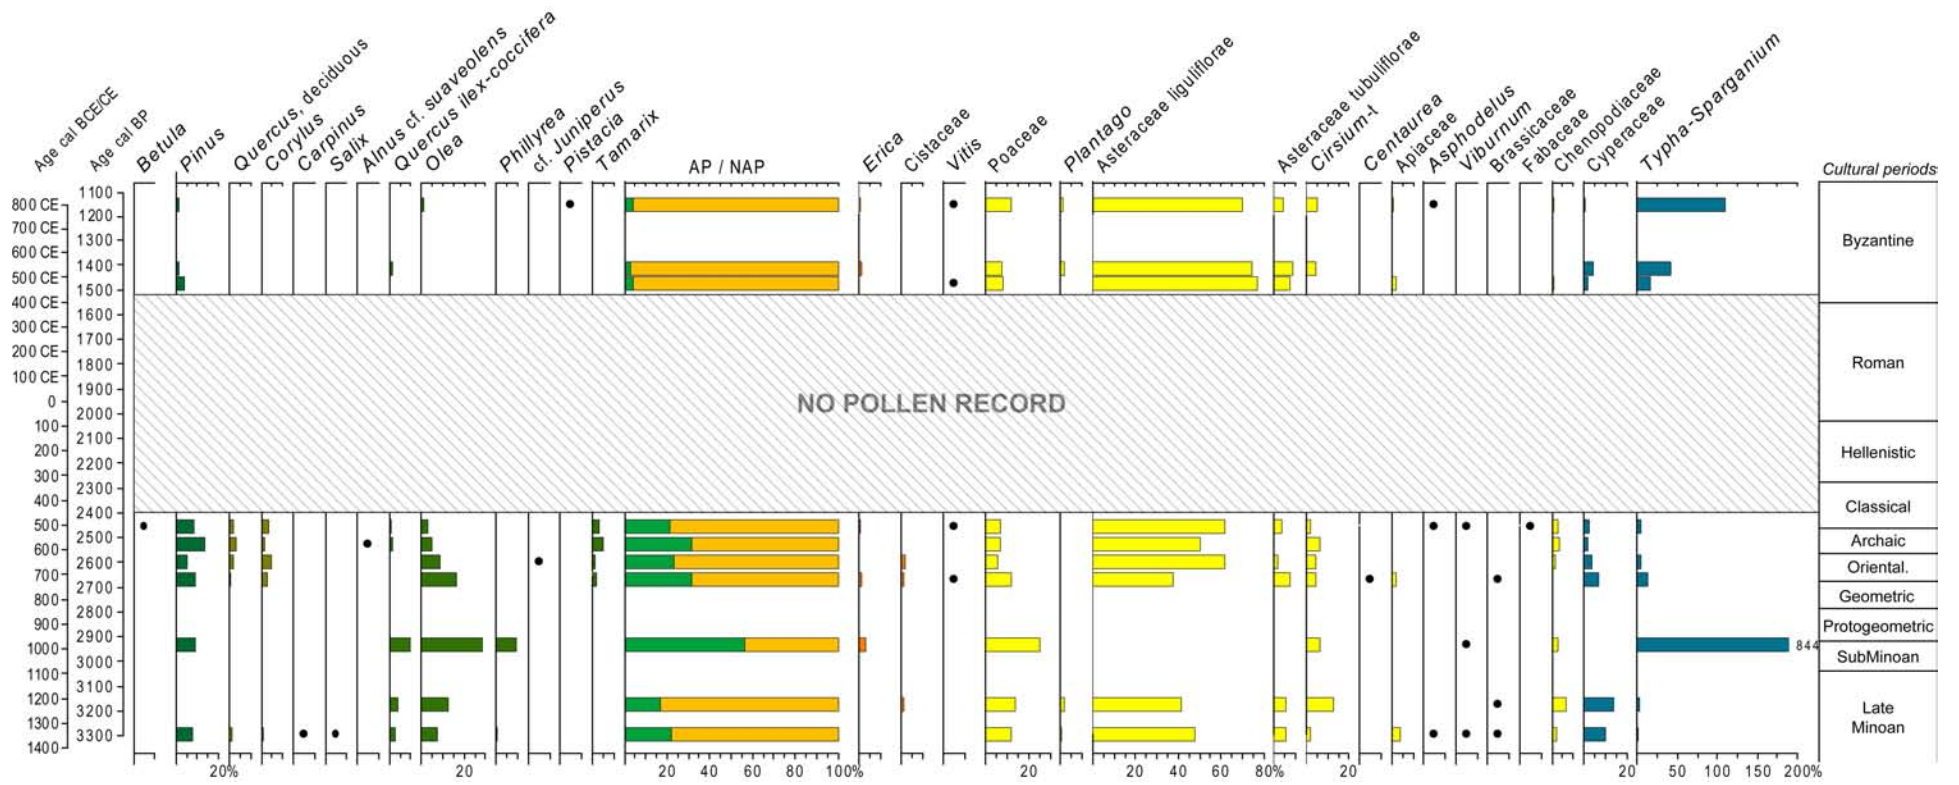 Age cal BCE/CE
Age cal BP
Betula
Pinus
Quercus, deciduous
Corylus
Carpinus
Salix
Alnus cf. suaveolens
Quercus ilex-coccifera
Olea
Phillyrea
cf. Juniperus
Pistacia
Tamarix
AP / NAP
Erica
Cistaceae
Vitis
Poaceae
Plantago
Asteraceae liguliflorae
Asteraceae tubuliflorae
Cirsium-t
Centaurea
Apiaceae
Asphodelus
Viburnum
Brassicaceae
Fabaceae
Chenopodiaceae
Cyperaceae
Typha-Sparganium
Cultural periods
1100
800 CE
1200
700 CE
1300
600 CE
1400
500 CE
1500
400 CE
1600
300 CE
1700
200 CE
1800
100 CE
1900
0
2000
100
2100
200
2200
300
2300
400
2400
500
2500
600
2600
700
2700
800
2800
900
2900
1000
3000
1100
3100
1200
3200
1300
3300
1400
NO POLLEN RECORD
844
Byzantine
Roman
Hellenistic
Classical
Archaic
Oriental.
Geometric
Protogeometric
SubMinoan
Late
Minoan
20% 20 20 40 60 80 100% 20 20 40 60 80% 20 20 50 100 150 200%